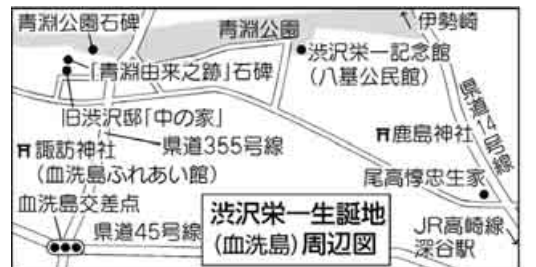 青淵公園石碑
青淵公園
伊勢崎
渋沢栄一記念館
(八基公民館)
「青淵由来之跡」石碑
旧渋沢邸「中の家」
県道14号線
県道355号線
鹿島神社
諏訪神社
(血洗島ふれあい館)
尾高惇忠生家
血洗島交差点
県道45号線
渋沢栄一生誕地
(血洗島)周辺図
JR高崎線
深谷駅